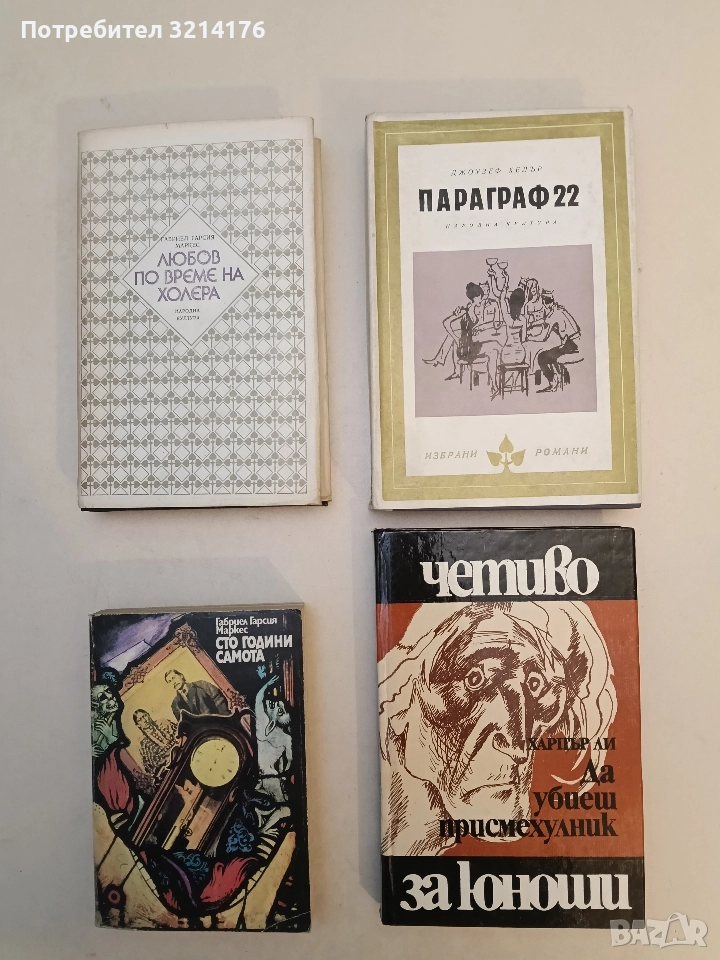 Потребител 3214176
ГАБРИЕЛ ГАРСИЯ
МАРКЕС
ЛЮБОВ
ПО ВРЕМЕ НА
ХОЛЕРА
НАРОДНА
КУЛТУРА
ДЖОУЗЕФ ХЕЛЪР
ПАРАГРАФ 22
НАРОДНА КУЛТУРА
ИЗБРАНИ РОМАНИ
Габриел Гарсия
Маркес
СТО ГОДИНИ
САМОТА
четиво
ХАРПЪР ЛИ
Да
убиеш
присмехулник
за юноши
BAZAR